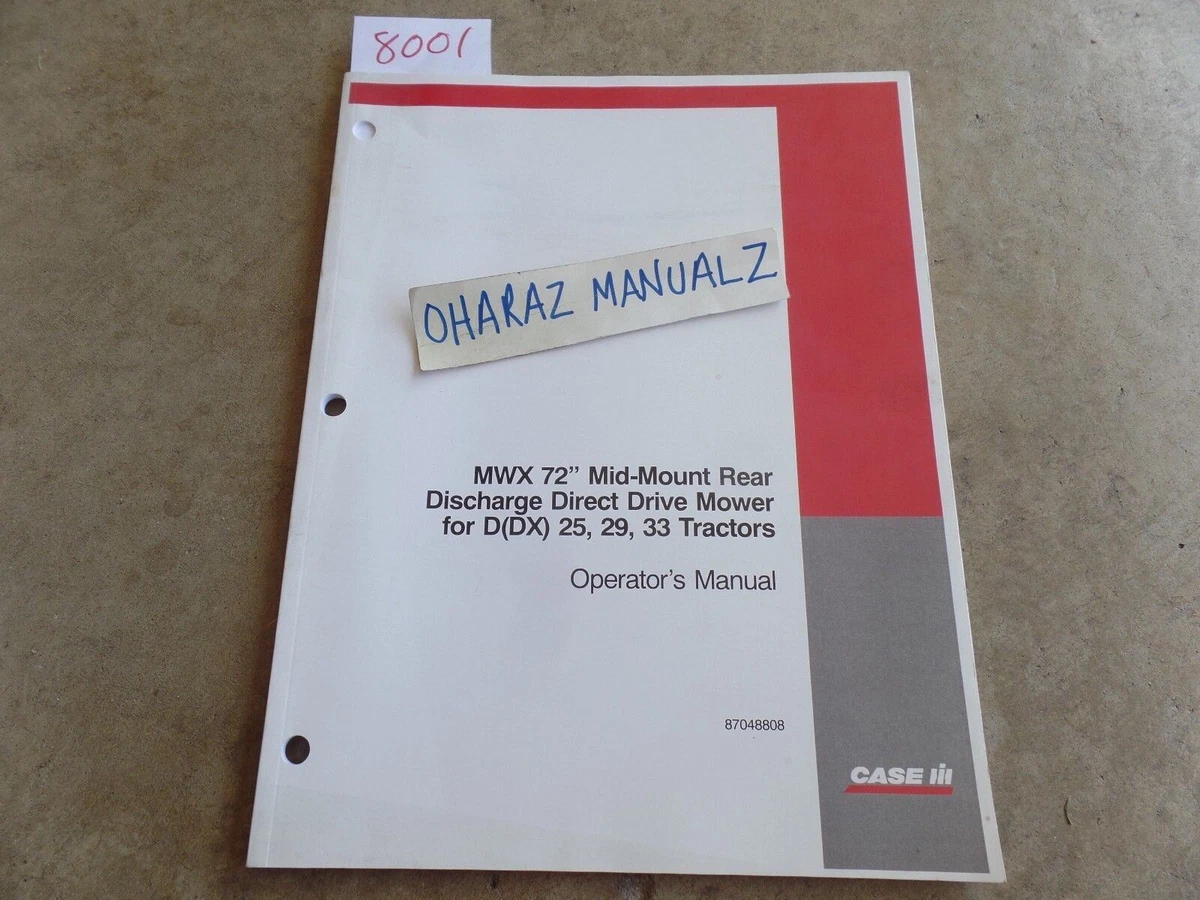 8001
OHARAZ MANUALZ
MWX 72” Mid-Mount Rear
Discharge Direct Drive Mower
for D(DX) 25, 29, 33 Tractors
Operator’s Manual
87048808
CASE IH